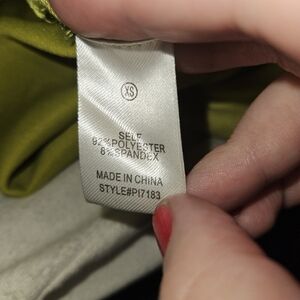 XS
SELF
92%POLYESTER
8%SPANDEX
MADE IN CHINA
STYLE#PI7183